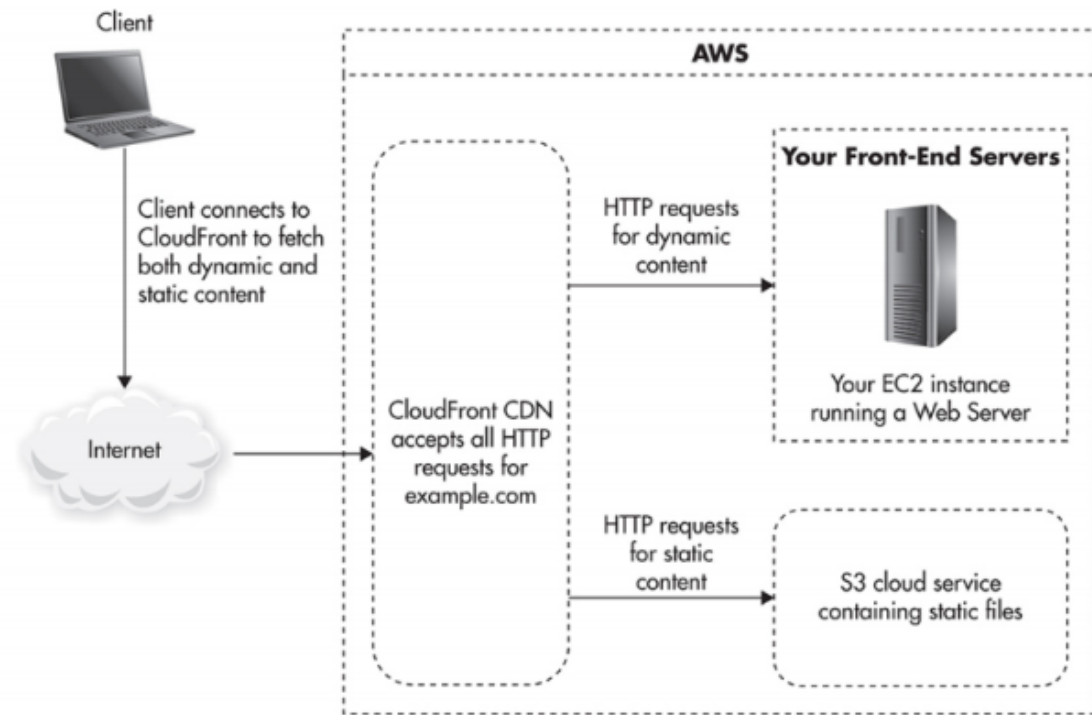 Client
AWS
Client connects to
CloudFront to fetch
both dynamic and
static content
Internet
CloudFront CDN
accepts all HTTP
requests for
example.com
HTTP requests
for dynamic
content
Your Front-End Servers
Your EC2 instance
running a Web Server
HTTP requests
for static
content
S3 cloud service
containing static files